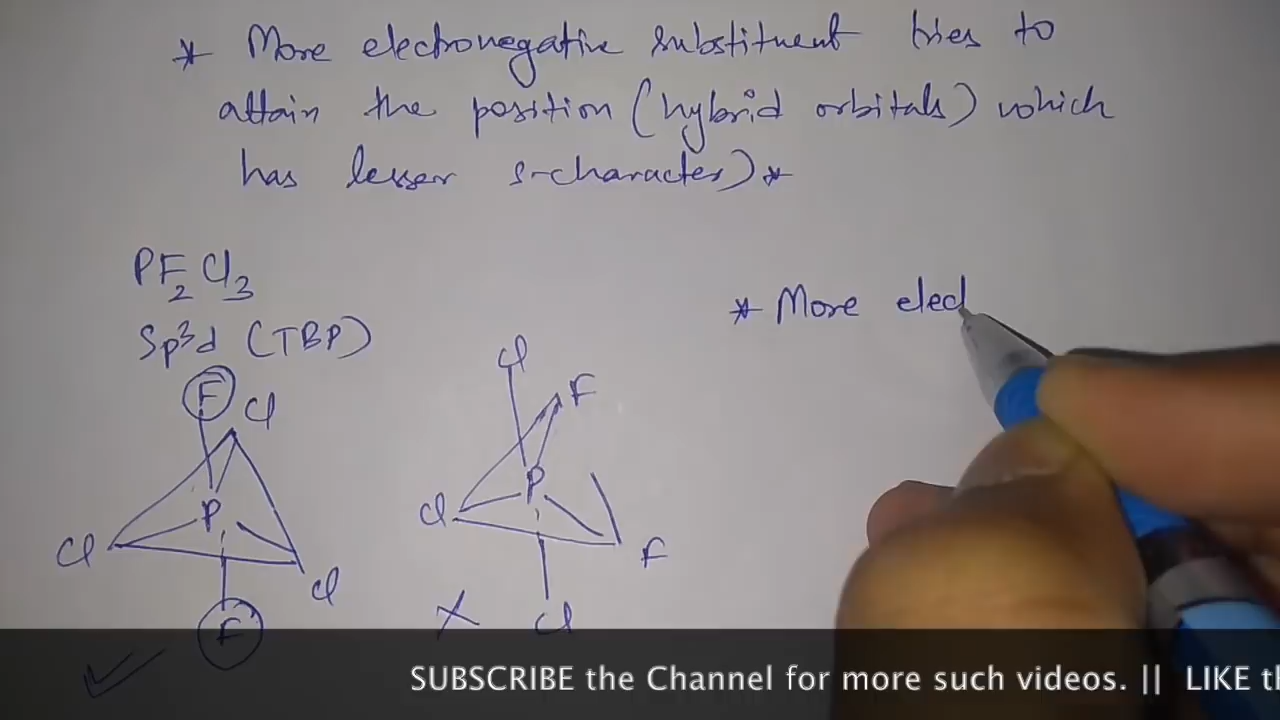 * More electronegative substituent tries to
attain the position (hybrid orbitals) which
has lesser s-character) *
PF2Cl3
Sp3d (TBP)
* More elec
F
Cl
P
Cl
Cl
F
Cl
F
P
Cl
F
Cl
SUBSCRIBE the Channel for more such videos. || LIKE th